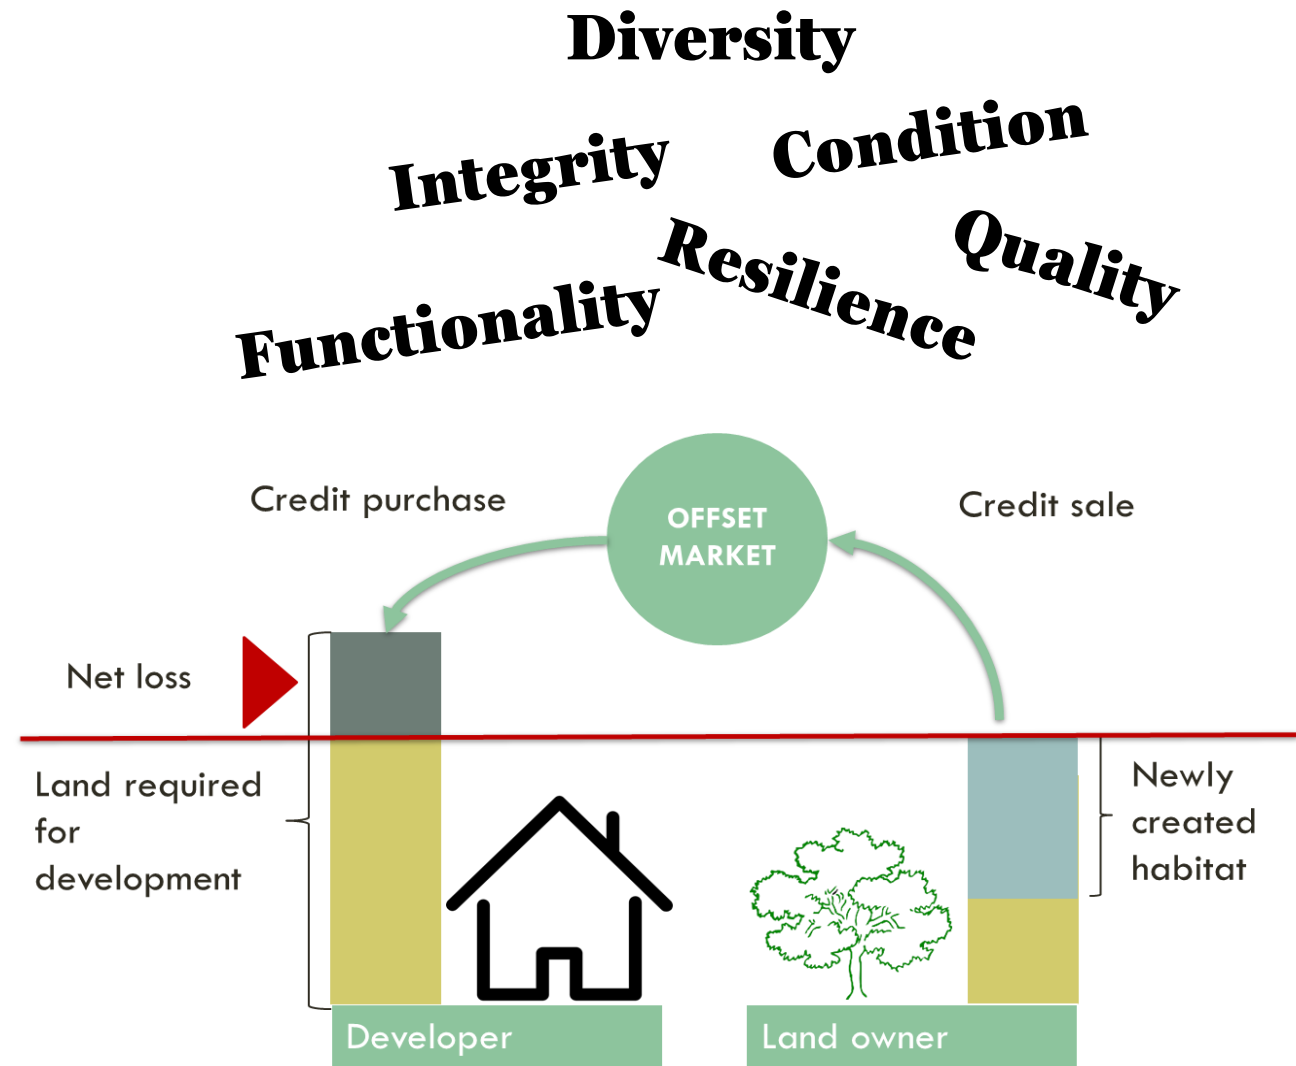 Diversity
Integrity
Condition
Resilience
Quality
Functionality
Credit purchase
OFFSET
MARKET
Credit sale
Net loss
Land required
for
development
Newly
created
habitat
Developer
Land owner